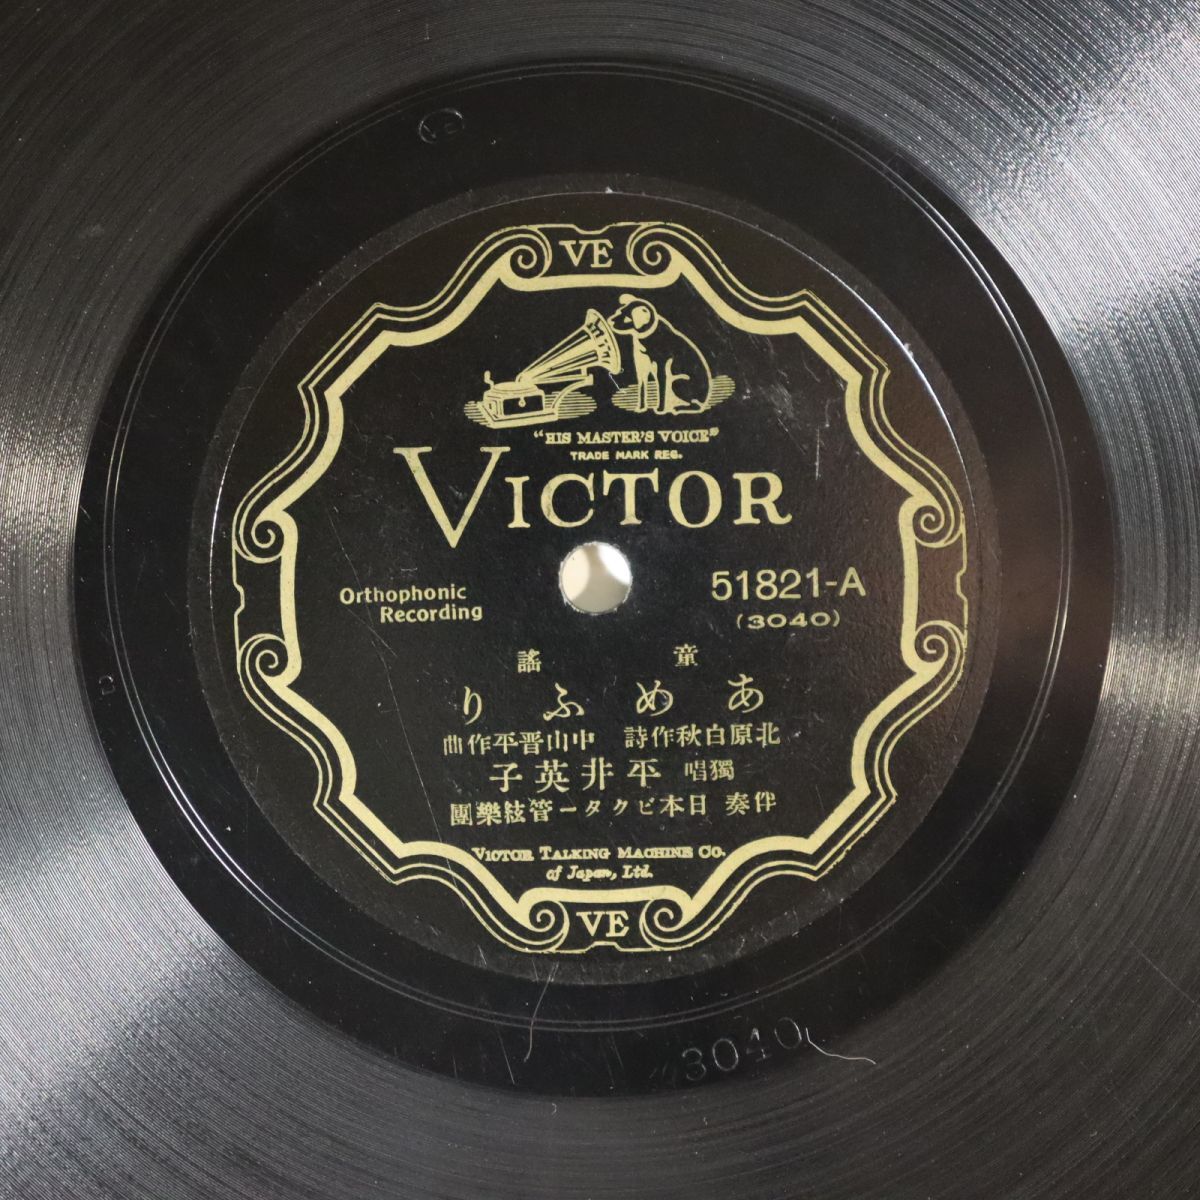 VE
VE
"HIS MASTER'S VOICE"
TRADE MARK REG.
VICTOR
Orthophonic
Recording
51821-A
(3040)
童謠
あめふり
北原白秋作詩 中山晋平作曲
獨唱 平井英子
伴奏 日本ビクター管絃樂團
VICTOR TALKING MACHINE CO.
of Japan, Ltd.
VE
3040